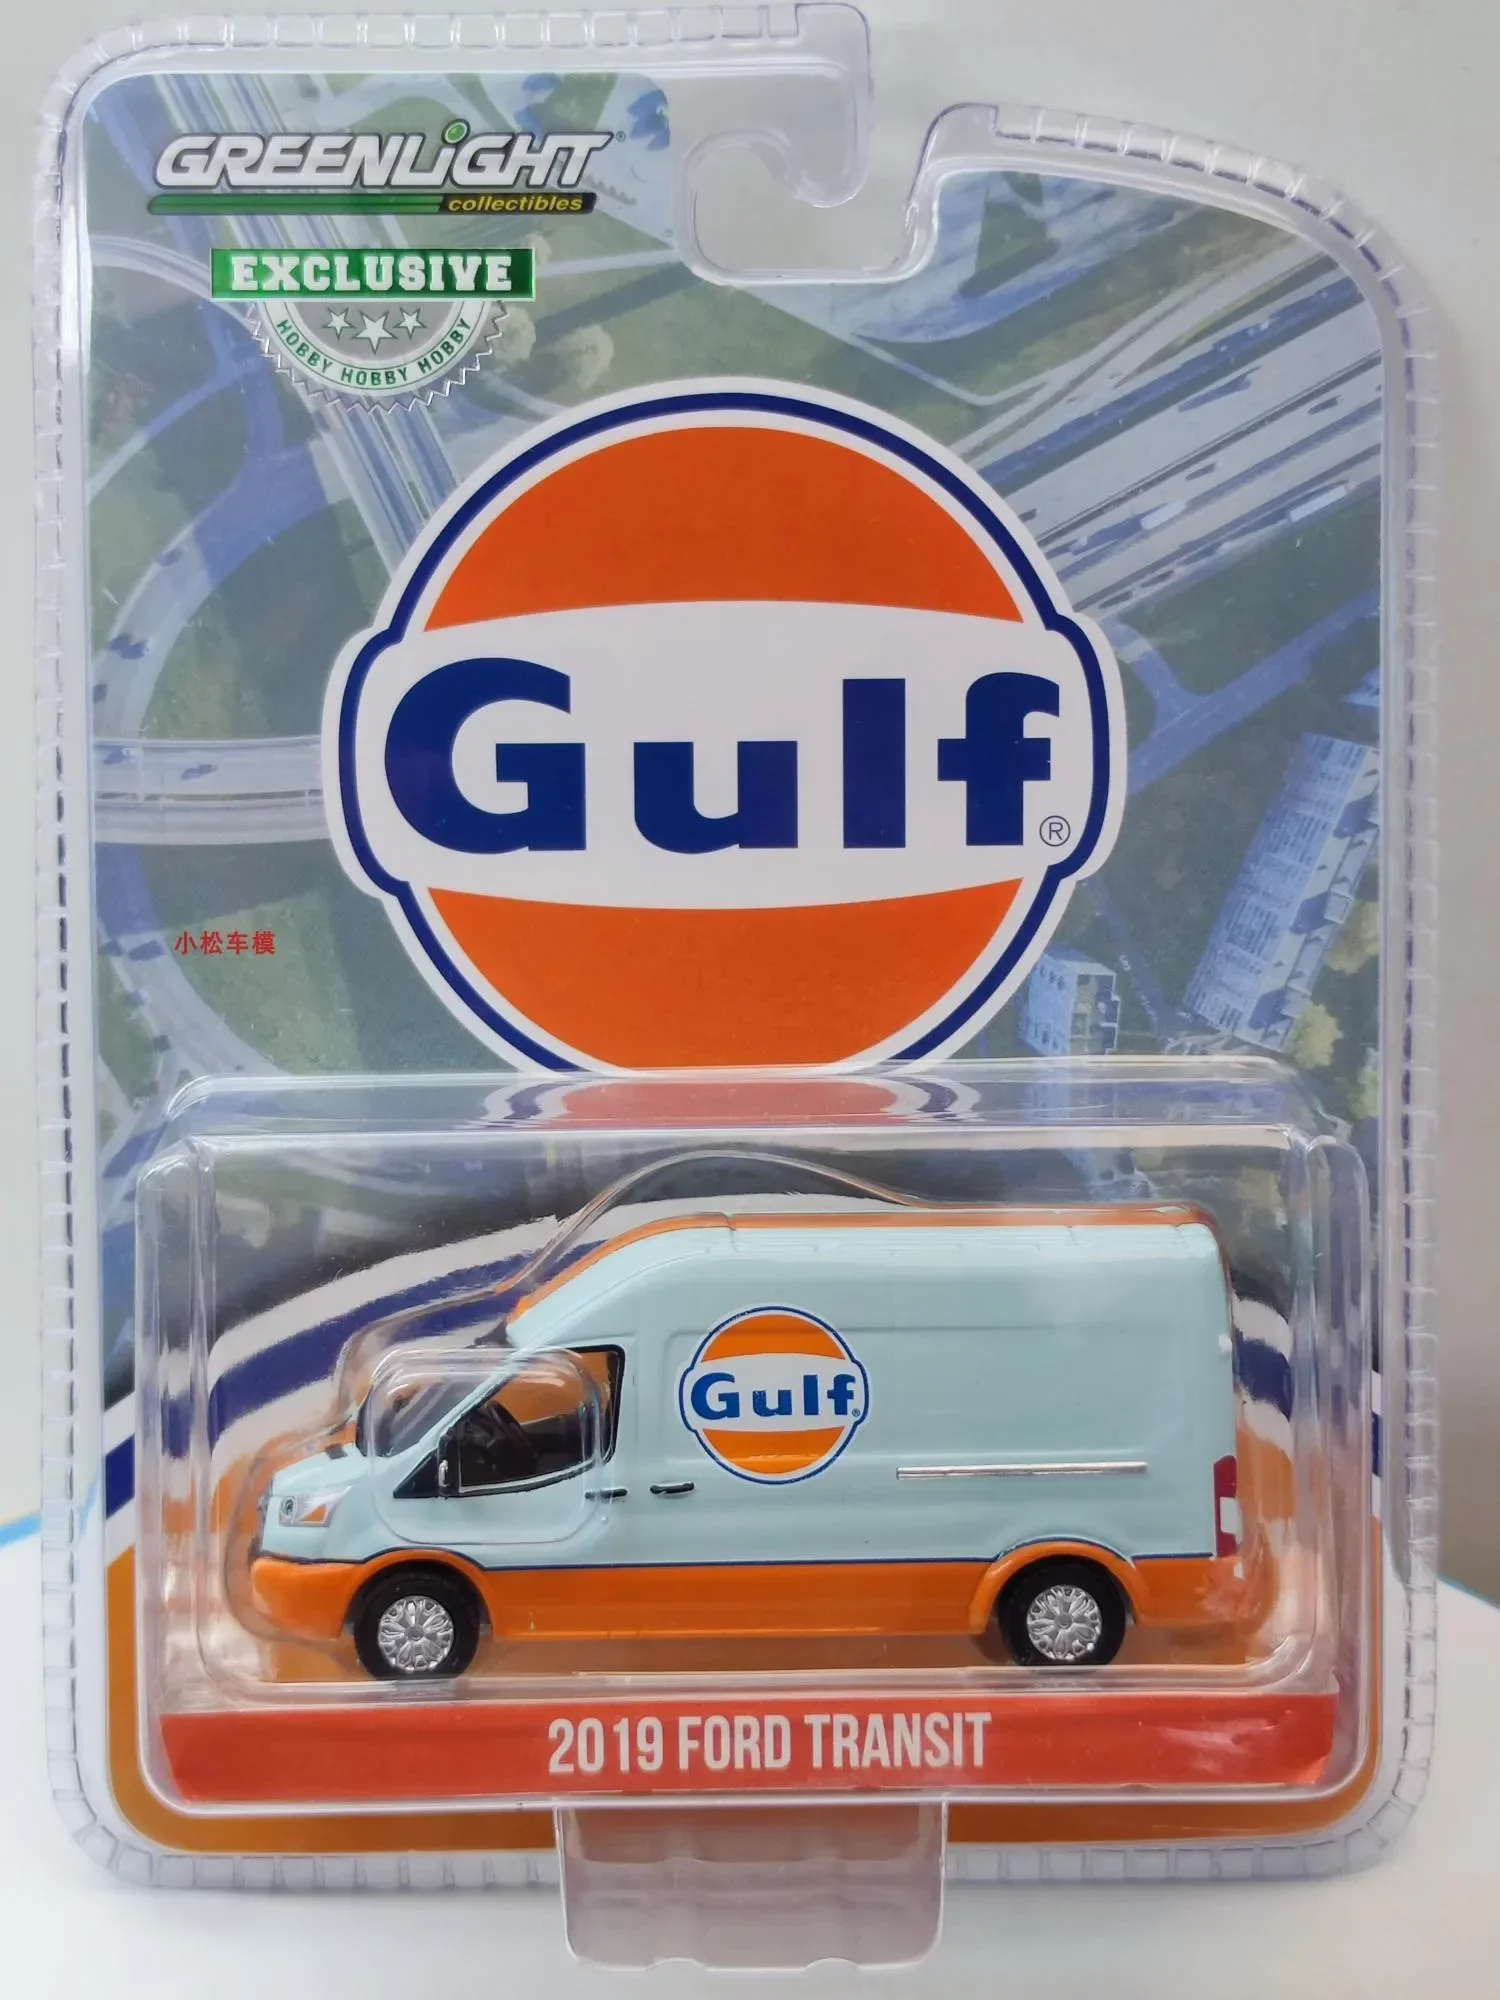 GREENLiGHT®
collectibles
EXCLUSIVE
HOBBY HOBBY HOBBY
Gulf®
小松车模
Gulf®
2019 FORD TRANSIT